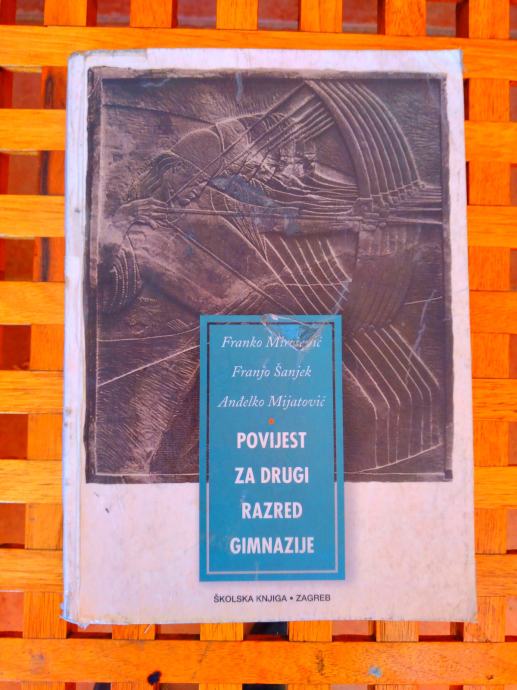 Franko Mirošević
Franjo Šanjek
Anđelko Mijatović
POVIJEST
ZA DRUGI
RAZRED
GIMNAZIJE
ŠKOLSKA KNJIGA • ZAGREB